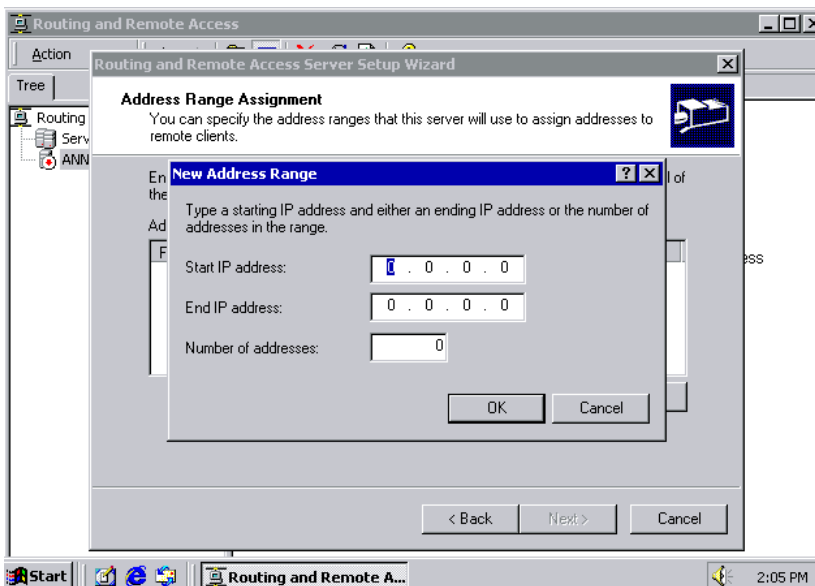 Routing and Remote Access
Action
Routing and Remote Access Server Setup Wizard
Tree
Address Range Assignment
You can specify the address ranges that this server will use to assign addresses to
remote clients.
Routing
Serv
ANN
En
l of
the
New Address Range
Type a starting IP address and either an ending IP address or the number of
addresses in the range.
Ad
F
ess
Start IP address: 0 . 0 . 0 . 0
End IP address: 0 . 0 . 0 . 0
Number of addresses: 0
OK Cancel
< Back Next > Cancel
Start Routing and Remote A... 2:05 PM